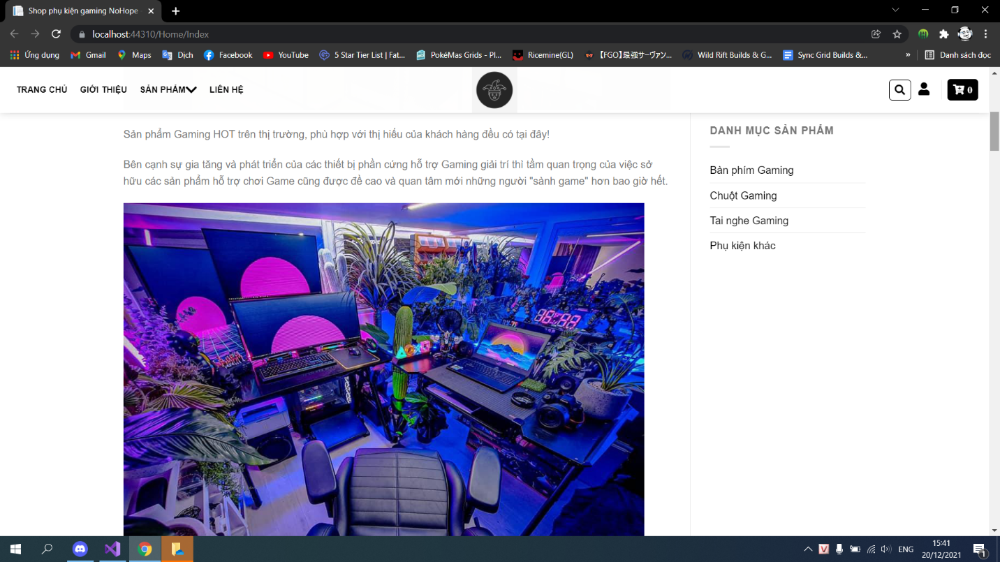 Shop phụ kiện gaming NoHope
localhost:44310/Home/Index
Ứng dụng
Gmail
Maps
Dịch
Facebook
YouTube
5 Star Tier List | Fat...
PokéMas Grids - Pl...
Ricemine(GL)
【FGO】最強サーヴァン...
Wild Rift Builds & G...
Sync Grid Builds &...
»
Danh sách đọc
TRANG CHỦ
GIỚI THIỆU
SẢN PHẨM
LIÊN HỆ
0
Sản phẩm Gaming HOT trên thị trường, phù hợp với thị hiếu của khách hàng đều có tại đây!
Bên cạnh sự gia tăng và phát triển của các thiết bị phần cứng hỗ trợ Gaming giải trí thì tầm quan trọng của việc sở
hữu các sản phẩm hỗ trợ chơi Game cũng được đề cao và quan tâm mới những người "sành game" hơn bao giờ hết.
DANH MỤC SẢN PHẨM
Bàn phím Gaming
Chuột Gaming
Tai nghe Gaming
Phụ kiện khác
ENG
15:41
20/12/2021
1